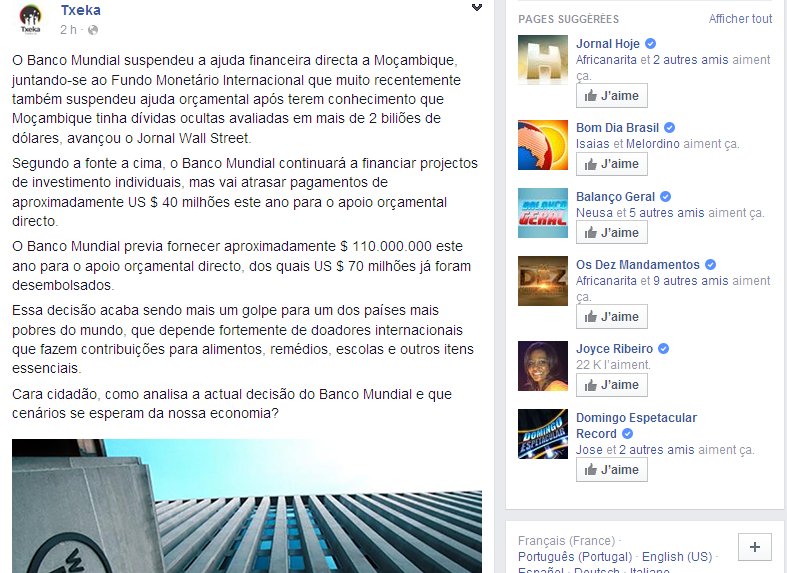 Txeka
Txeka
2 h ·
O Banco Mundial suspendeu a ajuda financeira directa a Moçambique,
juntando-se ao Fundo Monetário Internacional que muito recentemente
também suspendeu ajuda orçamental após terem conhecimento que
Moçambique tinha dívidas ocultas avaliadas em mais de 2 biliões de
dólares, avançou o Jornal Wall Street.
Segundo a fonte a cima, o Banco Mundial continuará a financiar projectos
de investimento individuais, mas vai atrasar pagamentos de
aproximadamente US $ 40 milhões este ano para o apoio orçamental
directo.
O Banco Mundial previa fornecer aproximadamente $ 110.000.000 este
ano para o apoio orçamental directo, dos quais US $ 70 milhões já foram
desembolsados.
Essa decisão acaba sendo mais um golpe para um dos países mais
pobres do mundo, que depende fortemente de doadores internacionais
que fazem contribuições para alimentos, remédios, escolas e outros itens
essenciais.
Cara cidadão, como analisa a actual decisão do Banco Mundial e que
cenários se esperam da nossa economia?
W
PAGES SUGGÉRÉES
Afficher tout
H
Jornal Hoje
Africanarita et 2 autres amis aiment
ça.
J'aime
Bom Dia Brasil
Isaias et Melordino aiment ça.
J'aime
BALANÇO
GERAL
Balanço Geral
Neusa et 5 autres amis aiment ça.
J'aime
DEZ
Os Dez Mandamentos
Africanarita et 9 autres amis aiment
ça.
J'aime
Joyce Ribeiro
22 K l'aiment.
J'aime
DOMINGO
ESPETACULAR
Domingo Espetacular
Record
Jose et 2 autres amis aiment ça.
J'aime
Français (France) ·
Português (Portugal) · English (US) ·
Español · Deutsch · Italiano